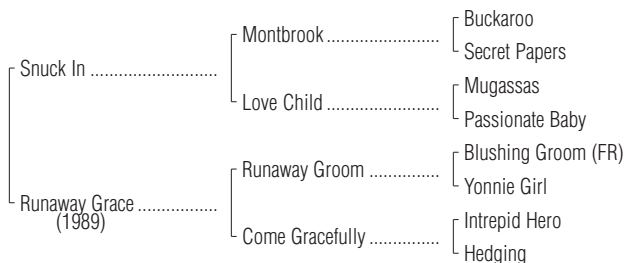 Buckaroo
Montbrook ..............................
Secret Papers
Snuck In ..................................
Mugassas
Love Child ..............................
Passionate Baby
Blushing Groom (FR)
Runaway Groom ...................
Yonnie Girl
Runaway Grace .....................
(1989)
Intrepid Hero
Come Gracefully ....................
Hedging